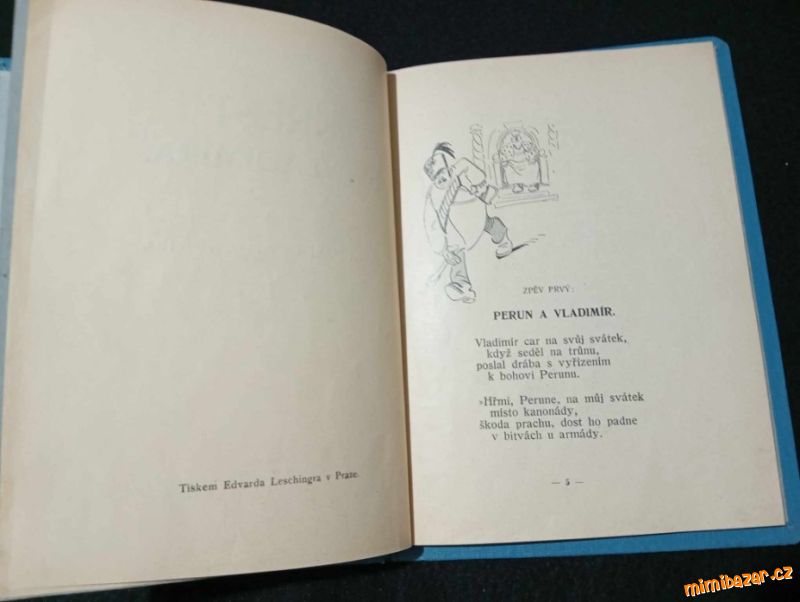 Tiskem Edvarda Leschingra v Praze.
ZPĚV PRVÝ:
PERUN A VLADIMÍR.
Vladimír car na svůj svátek,
když seděl na trůnu,
poslal drába s vyřízením
k bohovi Perunu.
»Hřmi, Perune, na můj svátek
místo kanonády,
škoda prachu, dost ho padne
v bitvách u armády.
— 5 —
mimibazar.cz